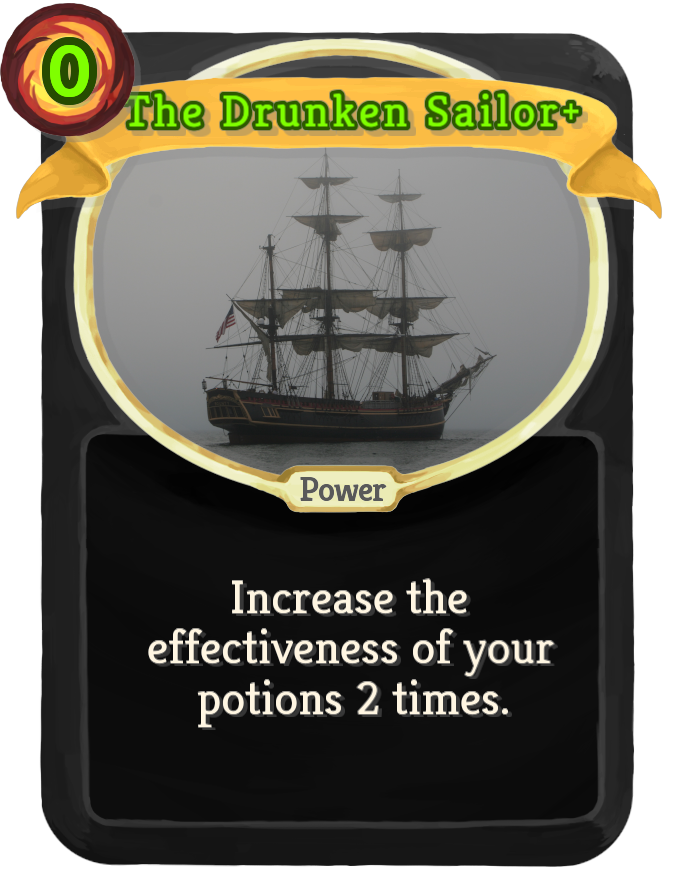 0
The Drunken Sailor+
Power
Increase the
effectiveness of your
potions 2 times.